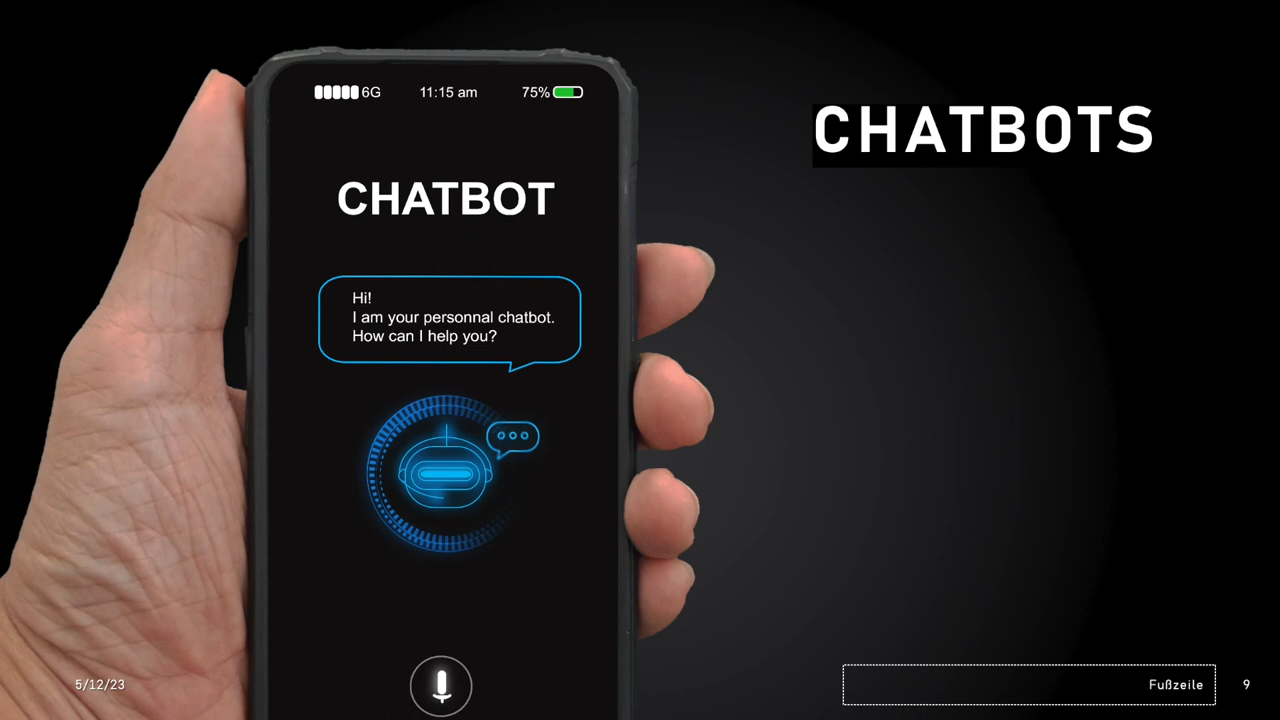 6G 11:15 am 75%
CHATBOT
Hi!
I am your personnal chatbot.
How can I help you?
CHATBOTS
5/12/23
Fußzeile
9